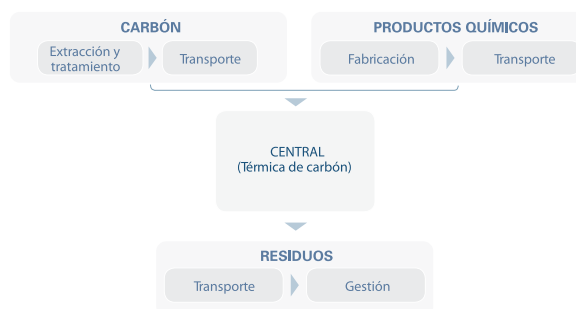 CARBÓN
Extracción y
tratamiento
Transporte
PRODUCTOS QUÍMICOS
Fabricación
Transporte
CENTRAL
(Térmica de carbón)
RESIDUOS
Transporte
Gestión